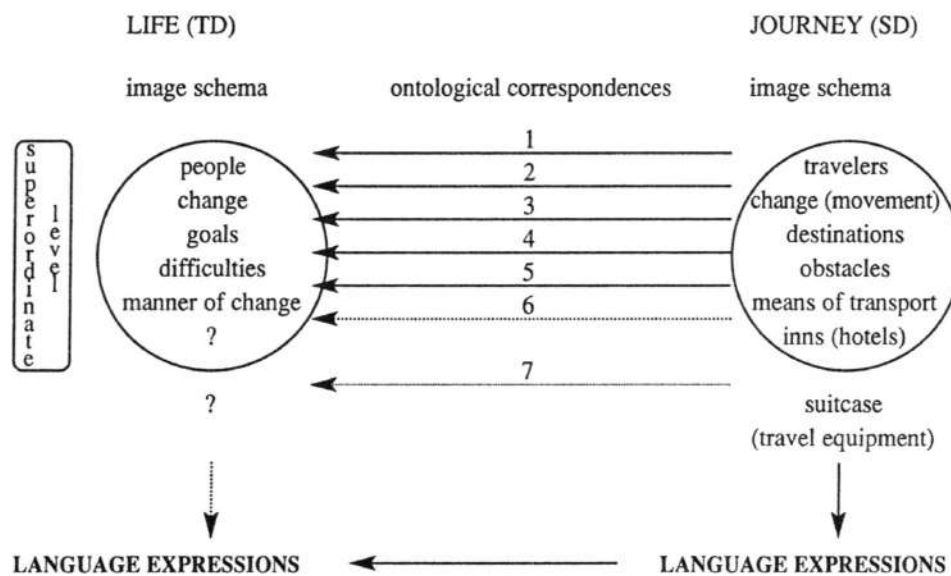 LIFE (TD) JOURNEY (SD)
image schema ontological correspondences image schema
superordinate
level
1
people travelers
2
change change (movement)
3
goals destinations
4
difficulties obstacles
5
manner of change means of transport
6
? inns (hotels)
7
? suitcase
(travel equipment)
LANGUAGE EXPRESSIONS LANGUAGE EXPRESSIONS